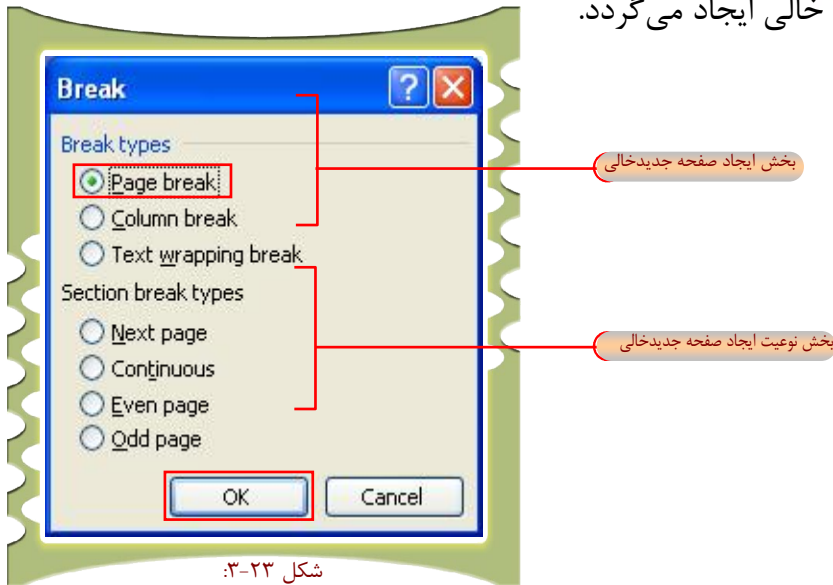 خالی ایجاد می‌گردد.
Break
Break types
Page break
Column break
Text wrapping break
Section break types
Next page
Continuous
Even page
Odd page
OK
Cancel
بخش ایجاد صفحه جدیدخالی
بخش نوعیت ایجاد صفحه جدیدخالی
شکل ۲۳-۳: